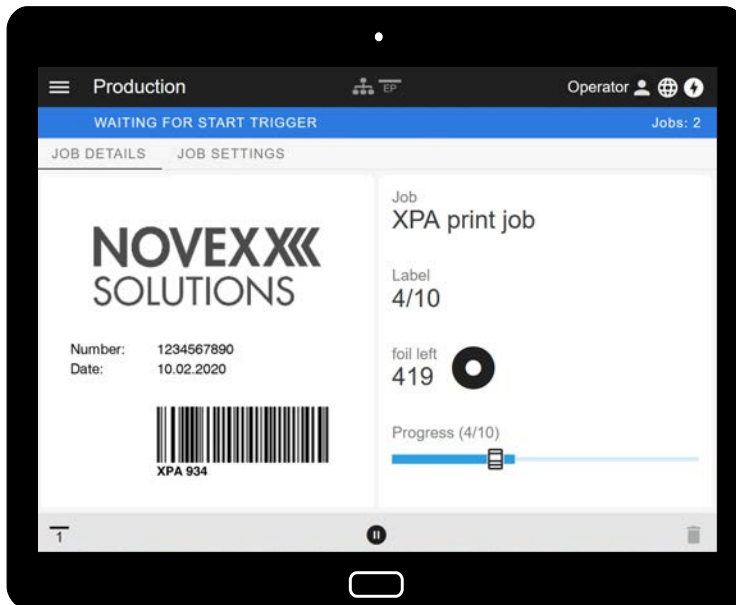 Production
EP
Operator
WAITING FOR START TRIGGER
Jobs: 2
JOB DETAILS
JOB SETTINGS
NOVEXX
SOLUTIONS
Number: 1234567890
Date: 10.02.2020
XPA 934
Job
XPA print job
Label
4/10
foil left
419
Progress (4/10)
1